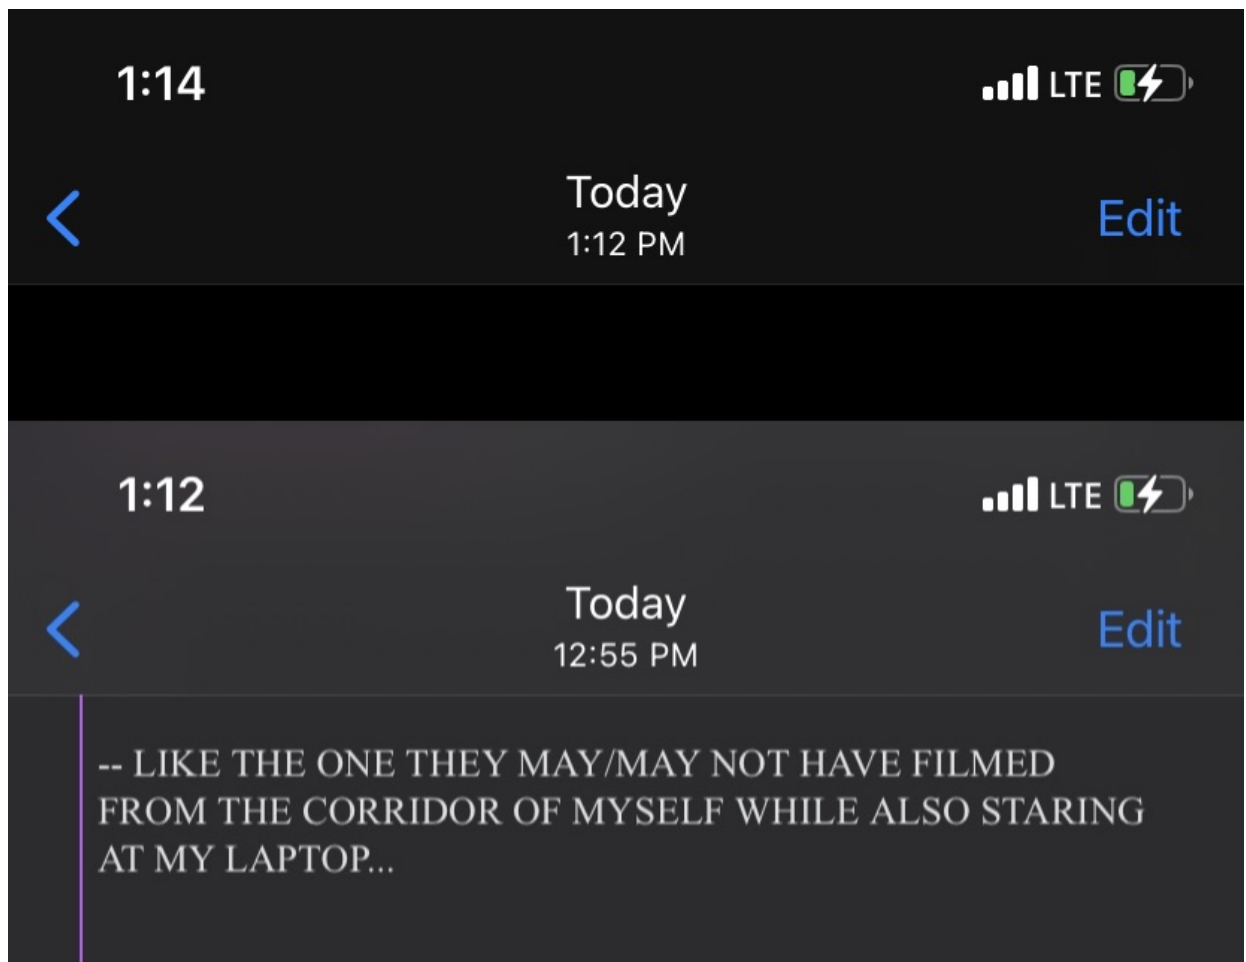 1:14 LTE
Today
1:12 PM
Edit
1:12 LTE
Today
12:55 PM
Edit
-- LIKE THE ONE THEY MAY/MAY NOT HAVE FILMED
FROM THE CORRIDOR OF MYSELF WHILE ALSO STARING
AT MY LAPTOP...